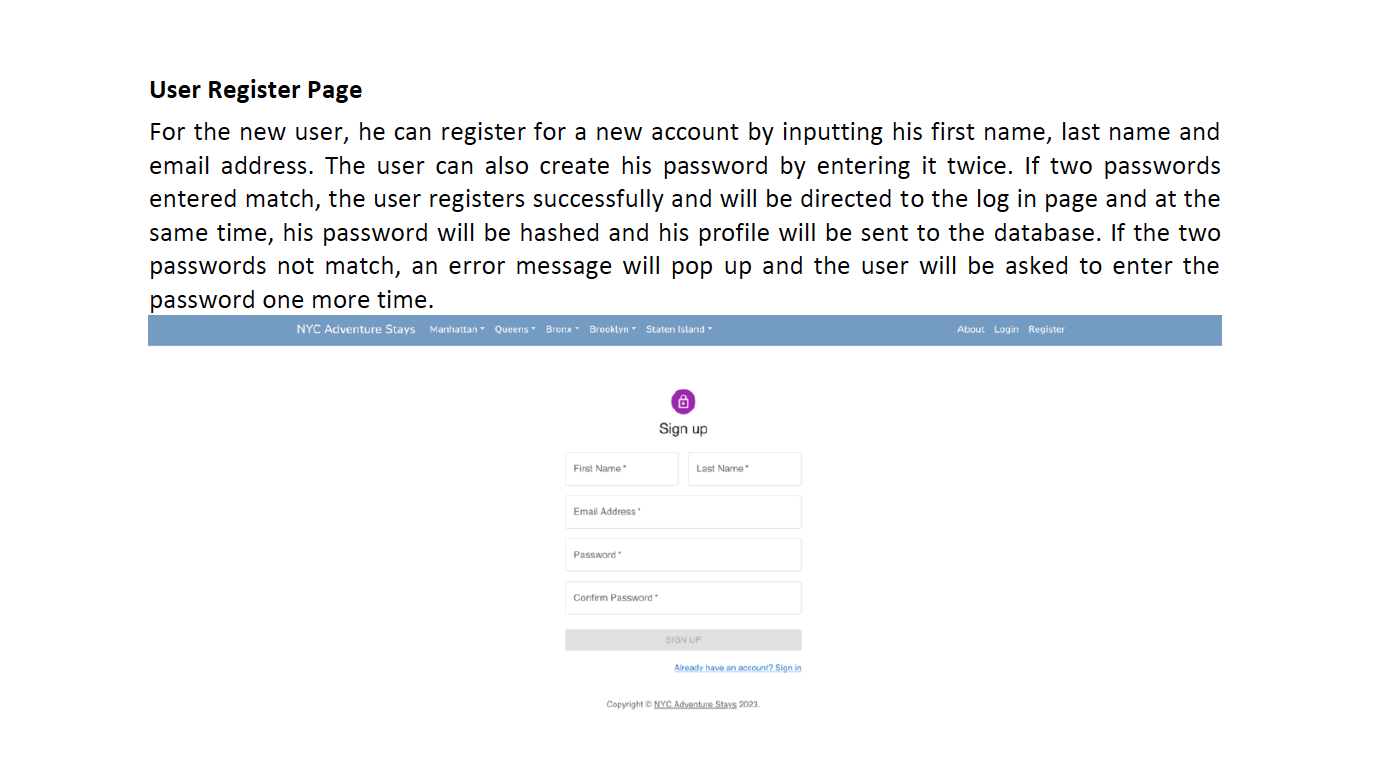 User Register Page
For the new user, he can register for a new account by inputting his first name, last name and
email address. The user can also create his password by entering it twice. If two passwords
entered match, the user registers successfully and will be directed to the log in page and at the
same time, his password will be hashed and his profile will be sent to the database. If the two
passwords not match, an error message will pop up and the user will be asked to enter the
password one more time.
NYC Adventure Stays Manhattan Queens Bronx Brooklyn Staten Island About Login Register
Sign up
First Name * Last Name *
Email Address *
Password *
Confirm Password *
SIGN UP
Already have an account? Sign in
Copyright © NYC Adventure Stays 2023.